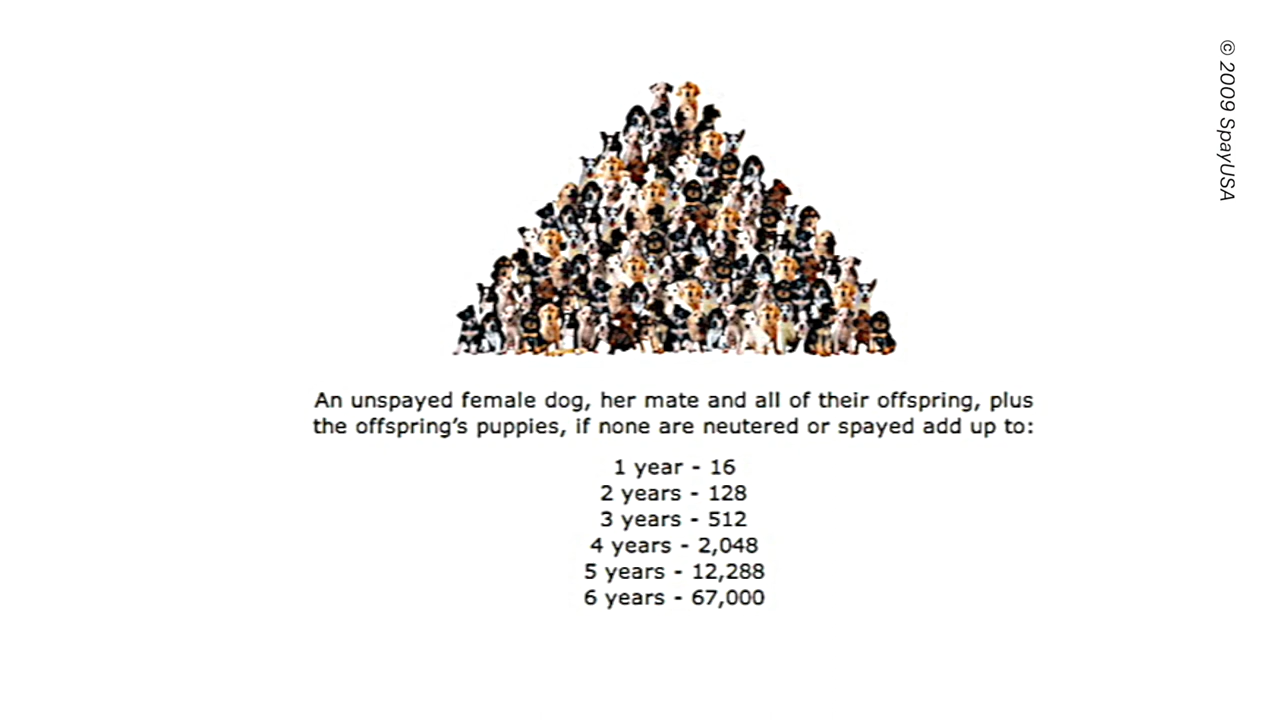 An unspayed female dog, her mate and all of their offspring, plus
the offspring's puppies, if none are neutered or spayed add up to:
1 year - 16
2 years - 128
3 years - 512
4 years - 2,048
5 years - 12,288
6 years - 67,000
© 2009 SpayUSA